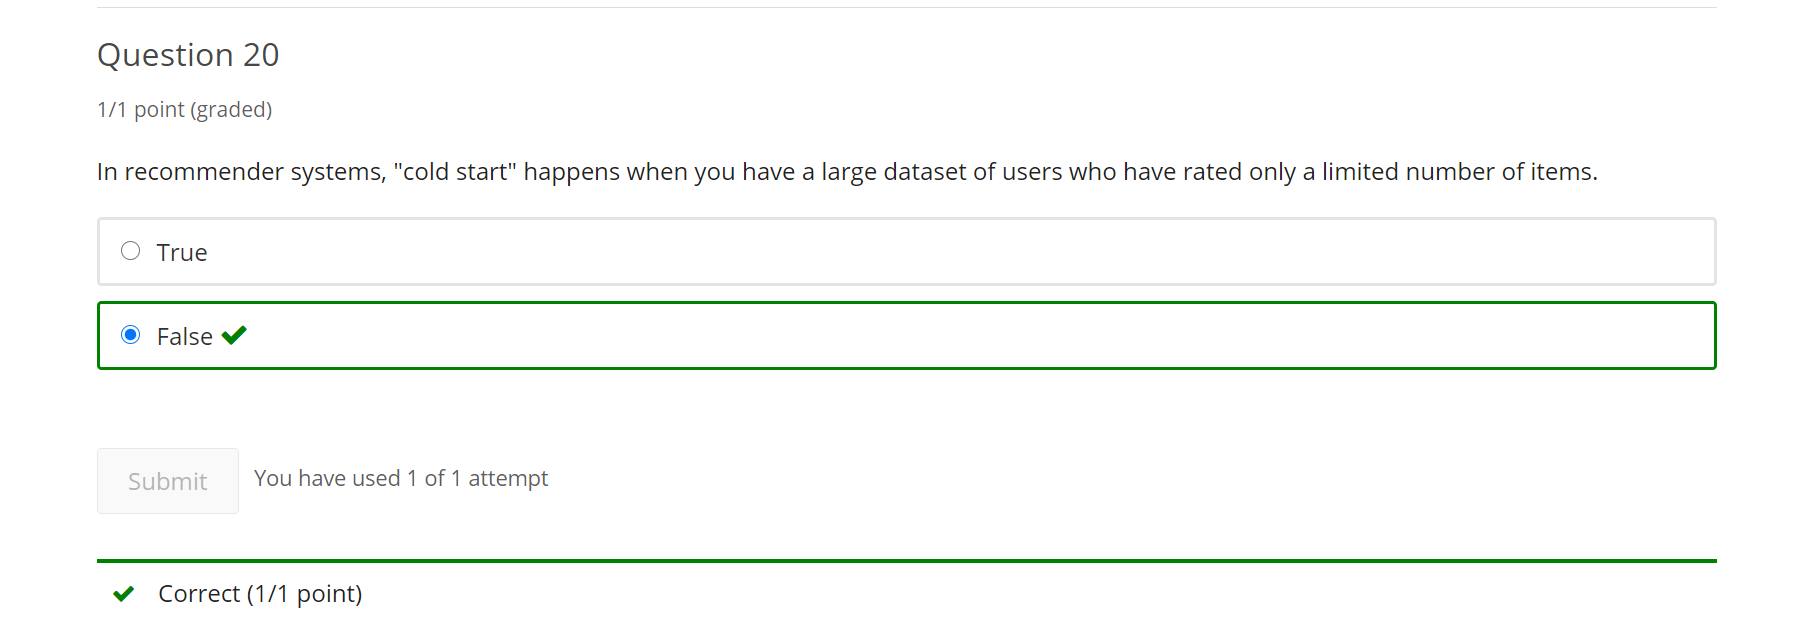 Question 20
1/1 point (graded)
In recommender systems, "cold start" happens when you have a large dataset of users who have rated only a limited number of items.
True
False
Submit
You have used 1 of 1 attempt
Correct (1/1 point)